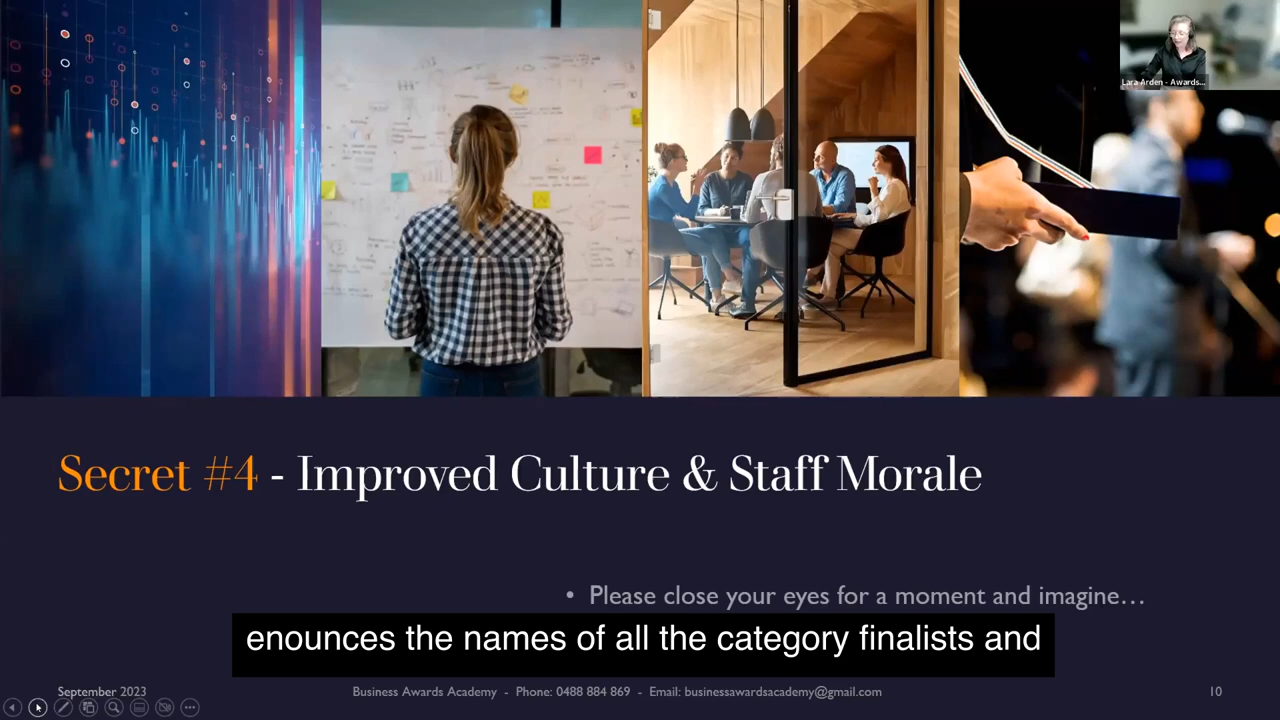 Lara Arden - Awards...
Secret #4 - Improved Culture & Staff Morale
• Please close your eyes for a moment and imagine…
enounces the names of all the category finalists and
September 2023
Business Awards Academy - Phone: 0488 884 869 - Email: businessawardsacademy@gmail.com
10